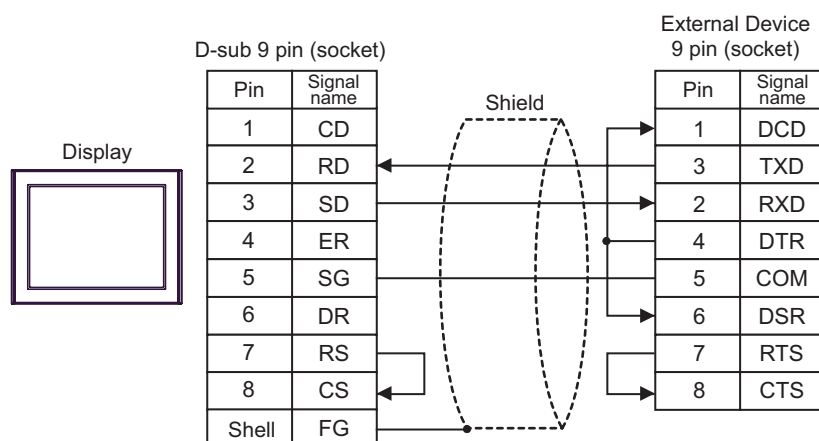 External Device
D-sub 9 pin (socket) 9 pin (socket)
Pin Signal name Pin Signal name
Shield
1 CD 1 DCD
Display
2 RD 3 TXD
3 SD 2 RXD
4 ER 4 DTR
5 SG 5 COM
6 DR 6 DSR
7 RS 7 RTS
8 CS 8 CTS
Shell FG